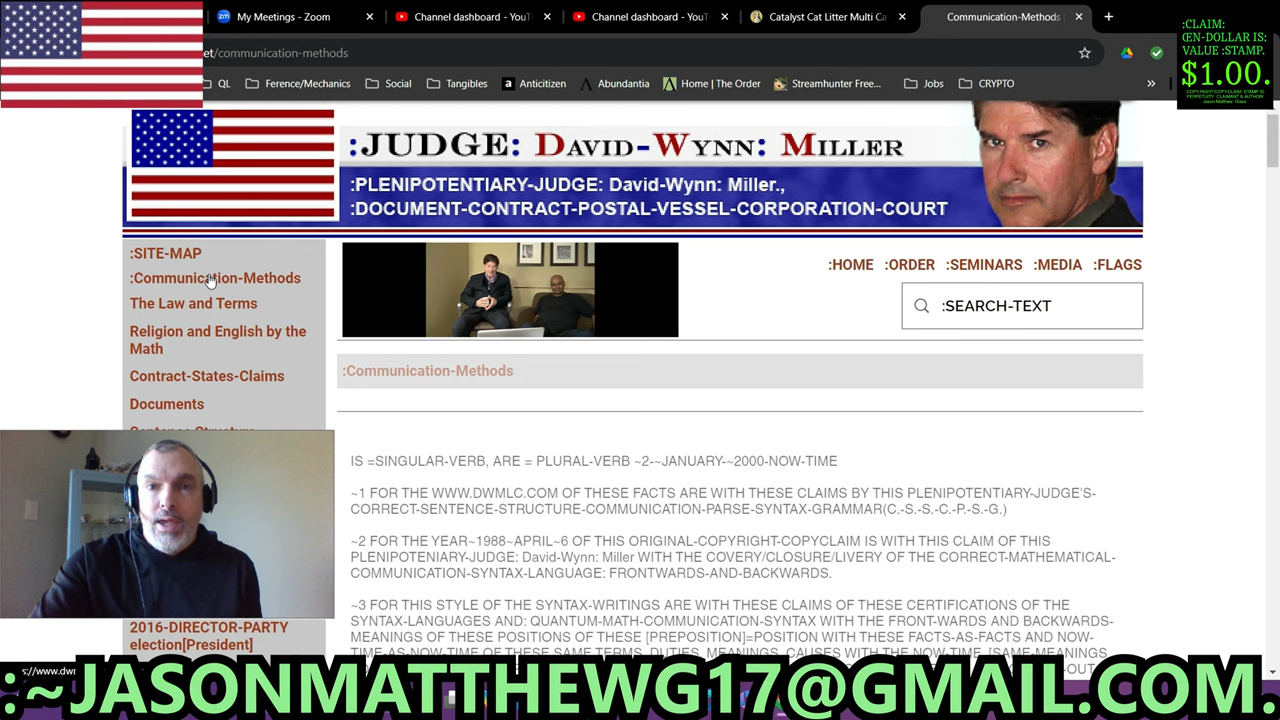 My Meetings - Zoom
Channel dashboard - YouT
Channel dashboard - YouT
Catalyst Cat Litter Multi Ca
Communication-Methods
et/communication-methods
QL
Ference/Mechanics
Social
Amazon
Abundania
Home | The Order
Skemmer Free...
Jobs
CRYPTO
»
:CLAIM:
ŒN-DOLLAR IS:
VALUE :STAMP.
$1.00.
:JUDGE: DAVID-WYNN: MILLER
:PLENIPOTENTIARY-JUDGE: David-Wynn: Miller.,
:DOCUMENT-CONTRACT-POSTAL-VESSEL-CORPORATION-COURT
:SITE-MAP
:Communication-Methods
The Law and Terms
Religion and English by the
Math
Contract-States-Claims
Documents
Sentence Structure
2016-DIRECTOR-PARTY
election[President]
:HOME :ORDER :SEMINARS :MEDIA :FLAGS
:SEARCH-TEXT
:Communication-Methods
IS =SINGULAR-VERB, ARE = PLURAL-VERB ~2-~JANUARY-~2000-NOW-TIME
~1 FOR THE WWW.DWMLC.COM OF THESE FACTS ARE WITH THESE CLAIMS BY THIS PLENIPOTENTIARY-JUDGE'S-
CORRECT-SENTENCE-STRUCTURE-COMMUNICATION-PARSE-SYNTAX-GRAMMAR(C.-S.-S.-C.-P.-S.-G.)
~2 FOR THE YEAR~1988~APRIL~6 OF THIS ORIGINAL-COPYRIGHT-COPYCLAIM IS WITH THIS CLAIM OF THIS
PLENIPOTENIARY-JUDGE: David-Wynn: Miller WITH THE COVERY/CLOSURE/LIVERY OF THE CORRECT-MATHEMATICAL-
COMMUNICATION-SYNTAX-LANGUAGE: FRONTWARDS-AND-BACKWARDS.
~3 FOR THIS STYLE OF THE SYNTAX-WRITINGS ARE WITH THESE CLAIMS OF THESE CERTIFICATIONS OF THE
SYNTAX-LANGUAGES AND: QUANTUM-MATH-COMMUNICATION-SYNTAX WITH THE FRONT-WARDS AND BACKWARDS-
MEANINGS OF THESE POSITIONS OF THESE [PREPOSITION]=POSITION WITH THESE FACTS-AS-FACTS AND NOW-
:~JASONMATTHEWG17@GMAIL.COM.